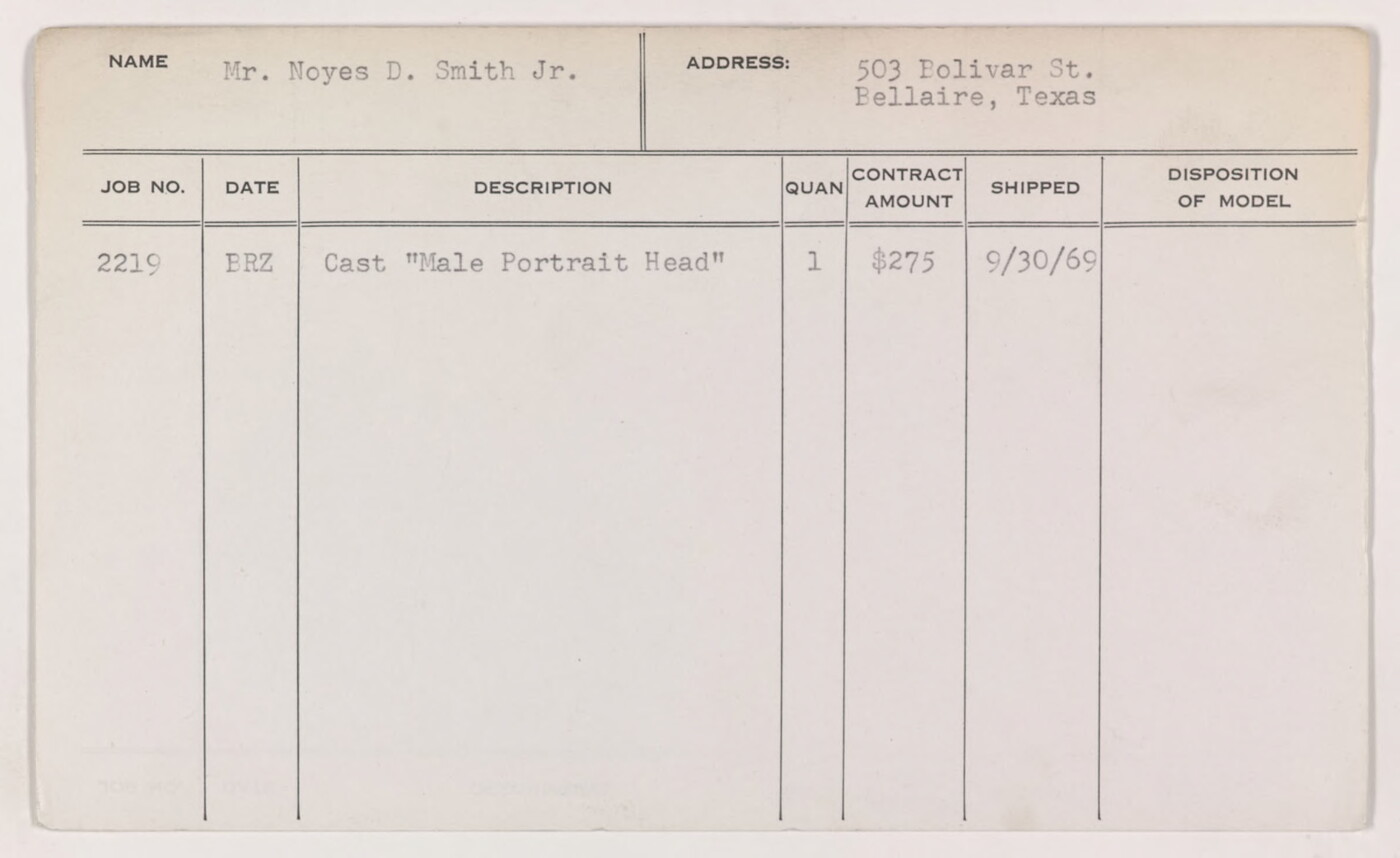 NAME Mr. Noyes D. Smith Jr. ADDRESS: 503 Bolivar St.
Bellaire, Texas
JOB NO. DATE DESCRIPTION QUAN CONTRACT AMOUNT SHIPPED DISPOSITION OF MODEL
2219 BRZ Cast "Male Portrait Head" 1 $275 9/30/69